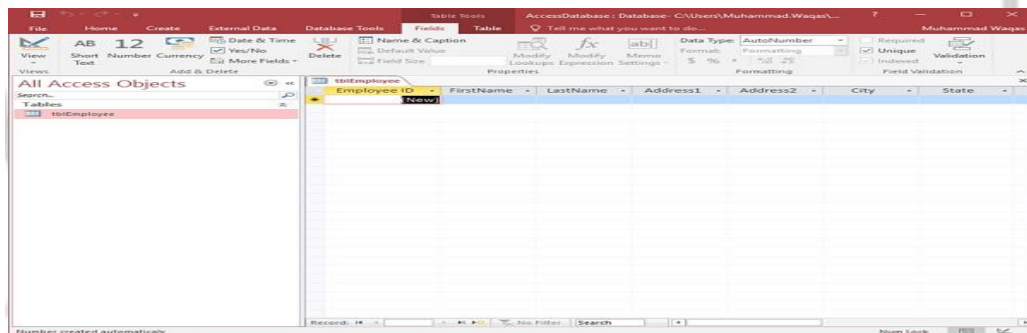 Table Tools
AccessDatabase : Database- C:\Users\Muhammad.Waqas\...
?
File Home Create External Data Database Tools Fields Table Tell me what you want to do... Muhammad Waqas
View
Views
AB
Short Text
12
Number
Currency
Date & Time
Yes/No
More Fields
Add & Delete
Delete
Name & Caption
Default Value
Field Size
Modify Lookups
fx
Modify Expression
ab|
Memo Settings
Properties
Data Type: AutoNumber
Format: Formatting
$ %
Formatting
Required
Unique
Indexed
Validation
Field Validation
All Access Objects
Search...
Tables
tblEmployee
tblEmployee
Employee ID FirstName LastName Address1 Address2 City State
(New)
Record: No Filter Search
Number created automatically Num Lock